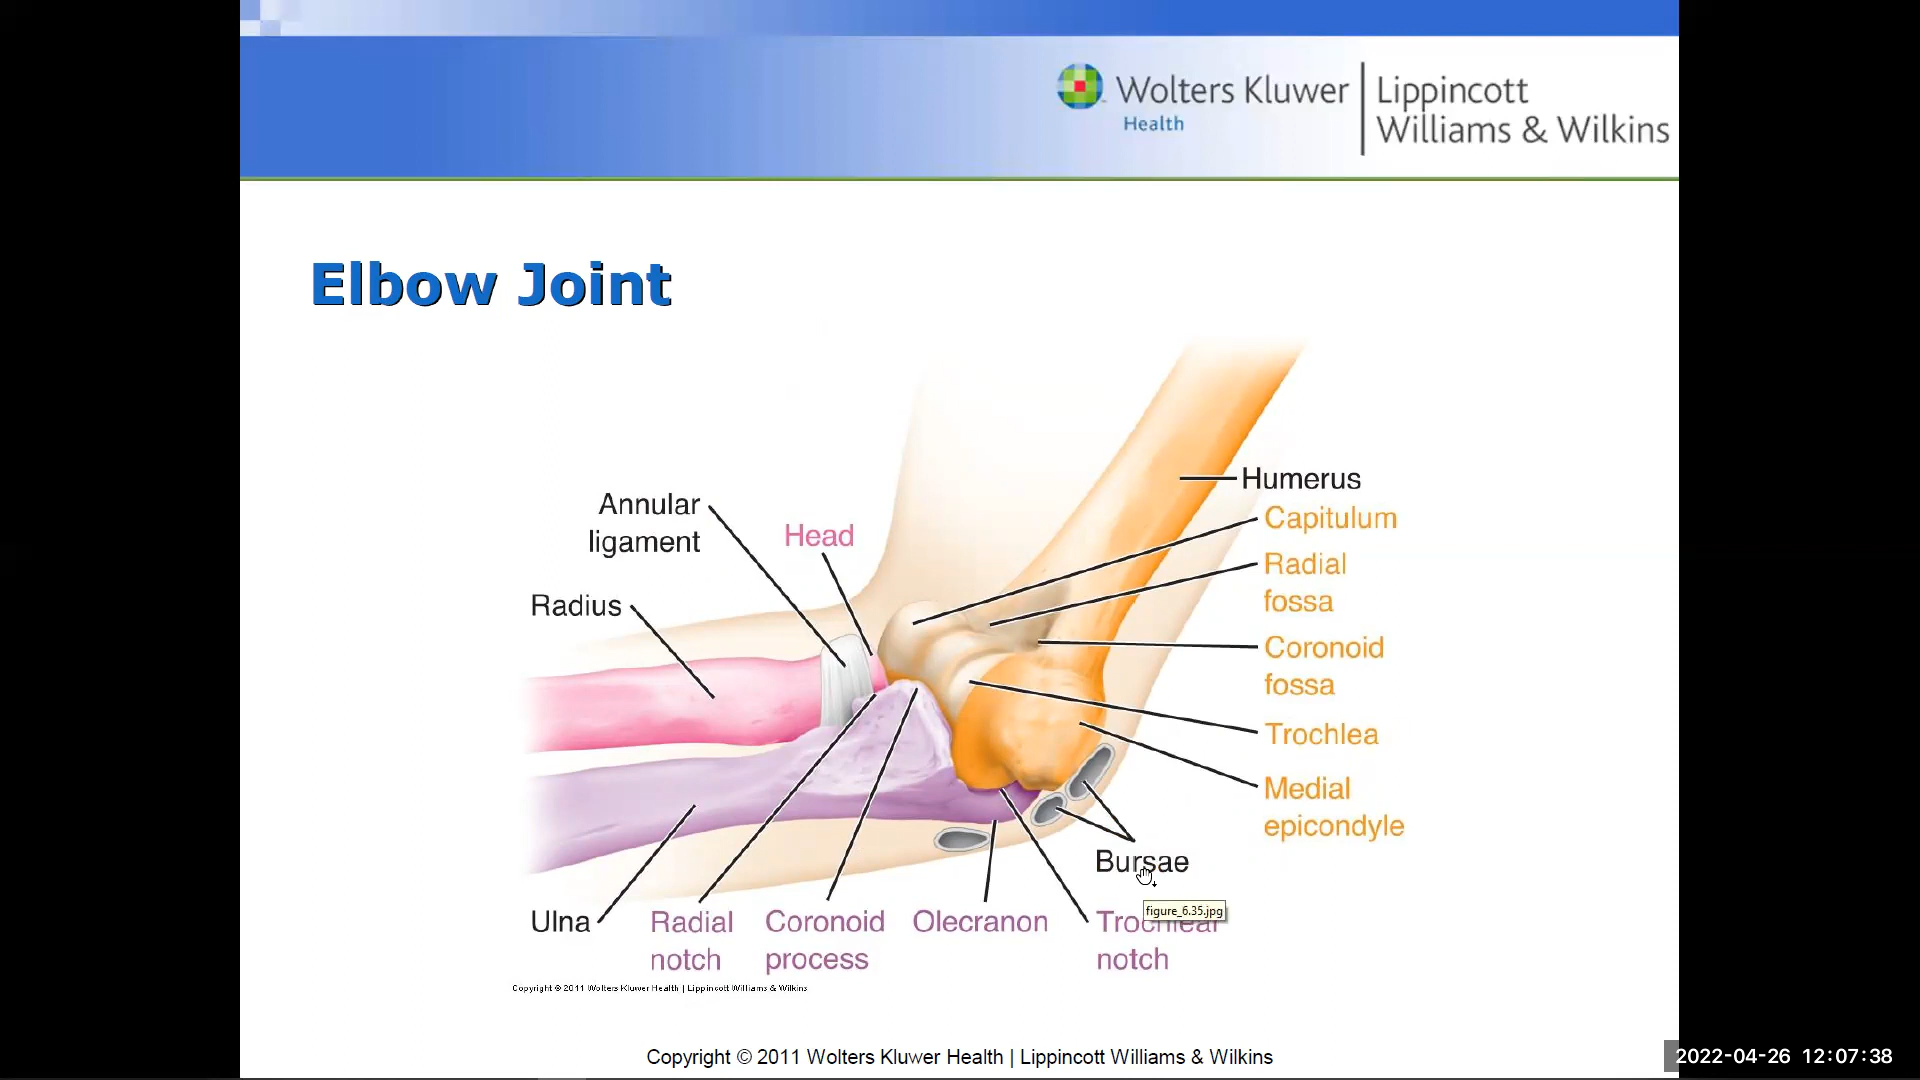 Wolters Kluwer
Health
Lippincott
Williams & Wilkins
Elbow Joint
Annular
ligament
Head
Radius
Humerus
Capitulum
Radial
fossa
Coronoid
fossa
Trochlea
Medial
epicondyle
Bursae
figure_6.35.jpg
Ulna
Radial
notch
Coronoid
process
Olecranon
Trochlear
notch
Copyright © 2011 Wolters Kluwer Health | Lippincott Williams & Wilkins
Copyright © 2011 Wolters Kluwer Health | Lippincott Williams & Wilkins
2022-04-26 12:07:38